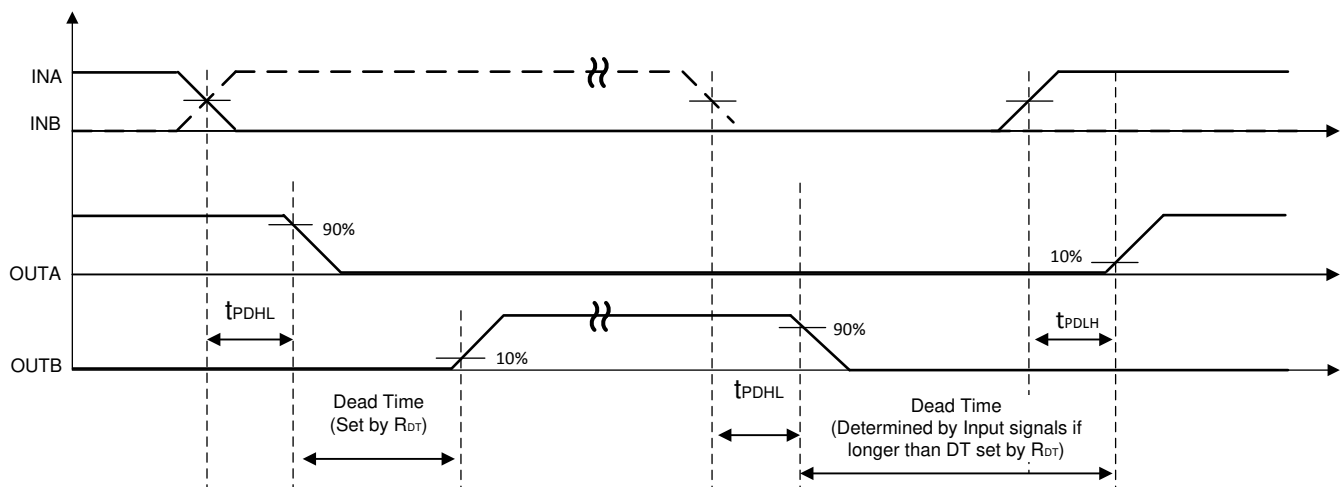 INA
INB
90%
10%
OUTA
tPDHL
tPDLH
90%
10%
OUTB
tPDHL
Dead Time
(Set by RDT)
Dead Time
(Determined by Input signals if
longer than DT set by RDT)